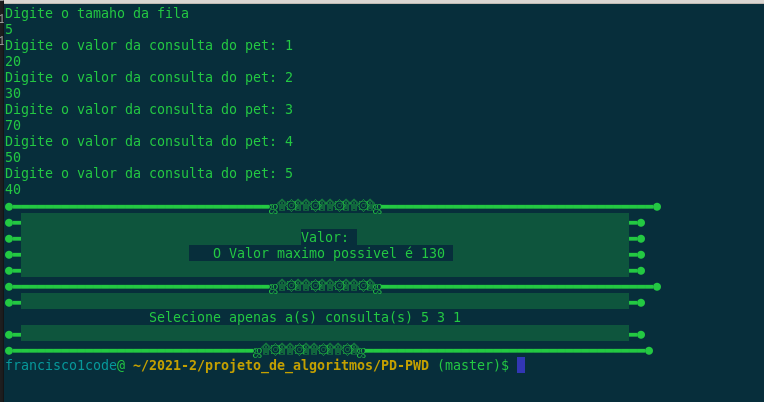 Digite o tamaho da fila
5
Digite o valor da consulta do pet: 1
20
Digite o valor da consulta do pet: 2
30
Digite o valor da consulta do pet: 3
70
Digite o valor da consulta do pet: 4
50
Digite o valor da consulta do pet: 5
40
Valor:
O Valor maximo possivel é 130
Selecione apenas a(s) consulta(s) 5 3 1
francisco1code@ ~/2021-2/projeto_de_algoritmos/PD-PWD (master)$